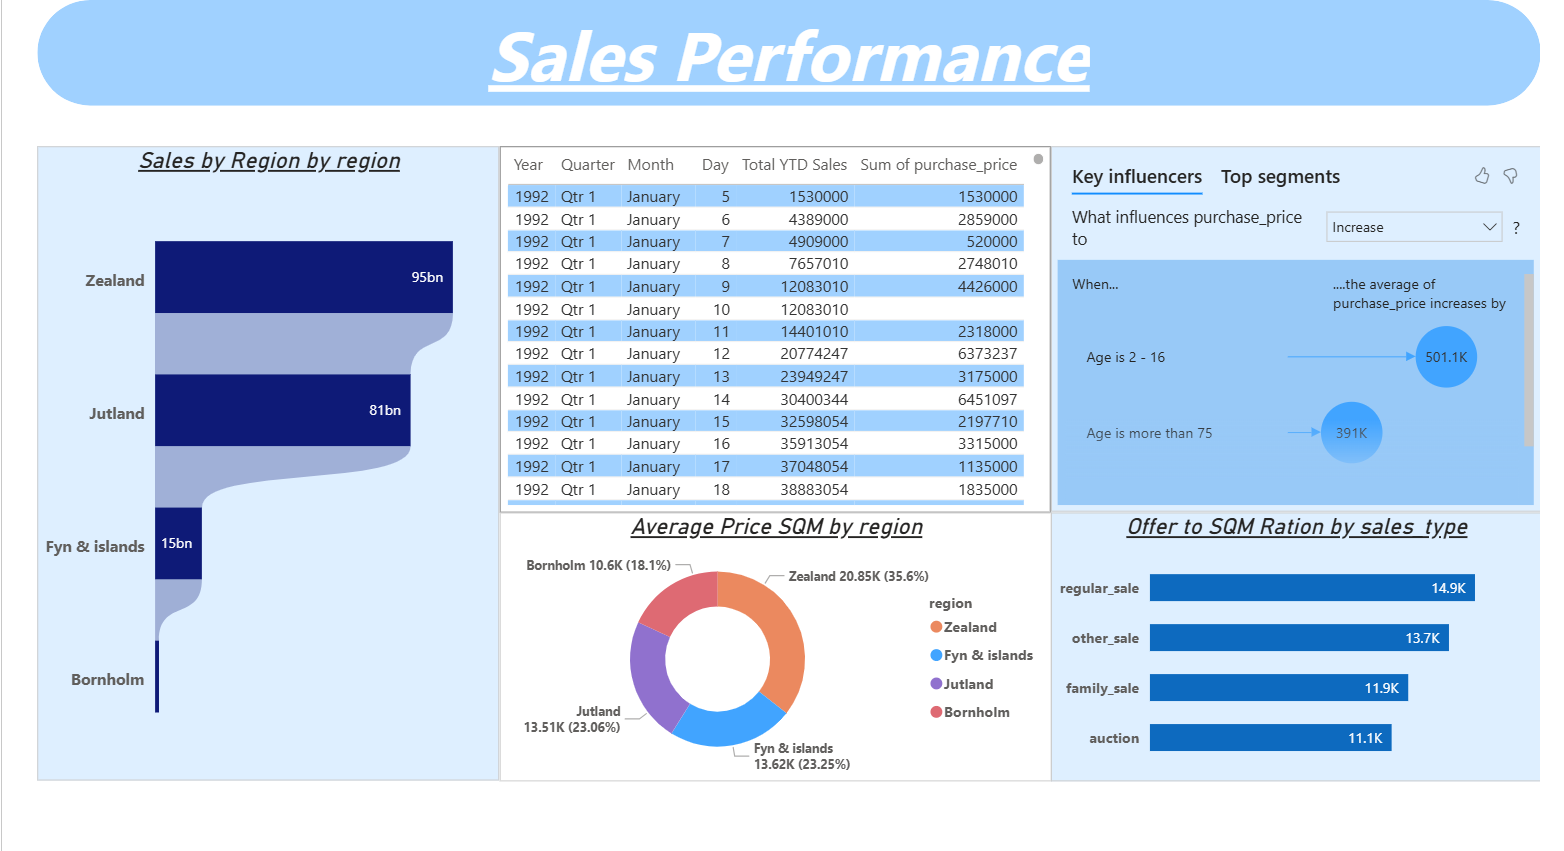 Sales Performance
Sales by Region by region
Zealand
95bn
Jutland
81bn
Fyn & islands
15bn
Bornholm
Year Quarter Month Day Total YTD Sales Sum of purchase_price
1992 Qtr 1 January 5 1530000 1530000
1992 Qtr 1 January 6 4389000 2859000
1992 Qtr 1 January 7 4909000 520000
1992 Qtr 1 January 8 7657010 2748010
1992 Qtr 1 January 9 12083010 4426000
1992 Qtr 1 January 10 12083010
1992 Qtr 1 January 11 14401010 2318000
1992 Qtr 1 January 12 20774247 6373237
1992 Qtr 1 January 13 23949247 3175000
1992 Qtr 1 January 14 30400344 6451097
1992 Qtr 1 January 15 32598054 2197710
1992 Qtr 1 January 16 35913054 3315000
1992 Qtr 1 January 17 37048054 1135000
1992 Qtr 1 January 18 38883054 1835000
Key influencers Top segments
What influences purchase_price
to
Increase
?
When...
....the average of
purchase_price increases by
Age is 2 - 16
501.1K
Age is more than 75
391K
Average Price SQM by region
Bornholm 10.6K (18.1%)
Zealand 20.85K (35.6%)
Jutland
13.51K (23.06%)
Fyn & islands
13.62K (23.25%)
region
Zealand
Fyn & islands
Jutland
Bornholm
Offer to SQM Ration by sales_type
regular_sale 14.9K
other_sale 13.7K
family_sale 11.9K
auction 11.1K